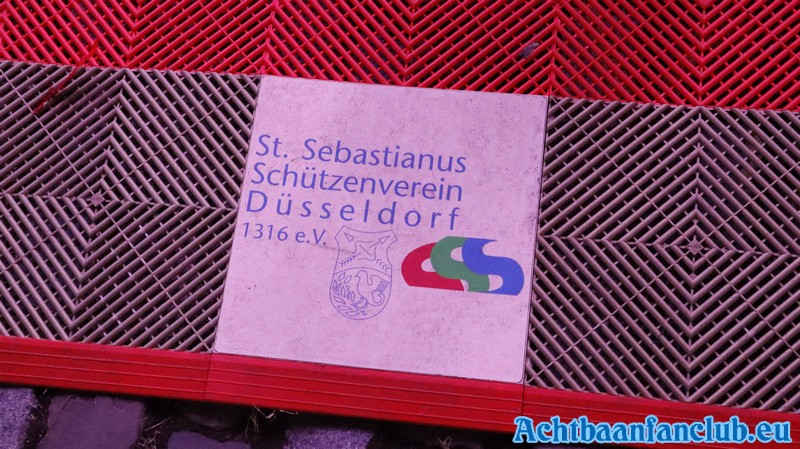 St. Sebastianus
Schützenverein
Düsseldorf
1316 e.V.
Achtbaanfanclub.eu